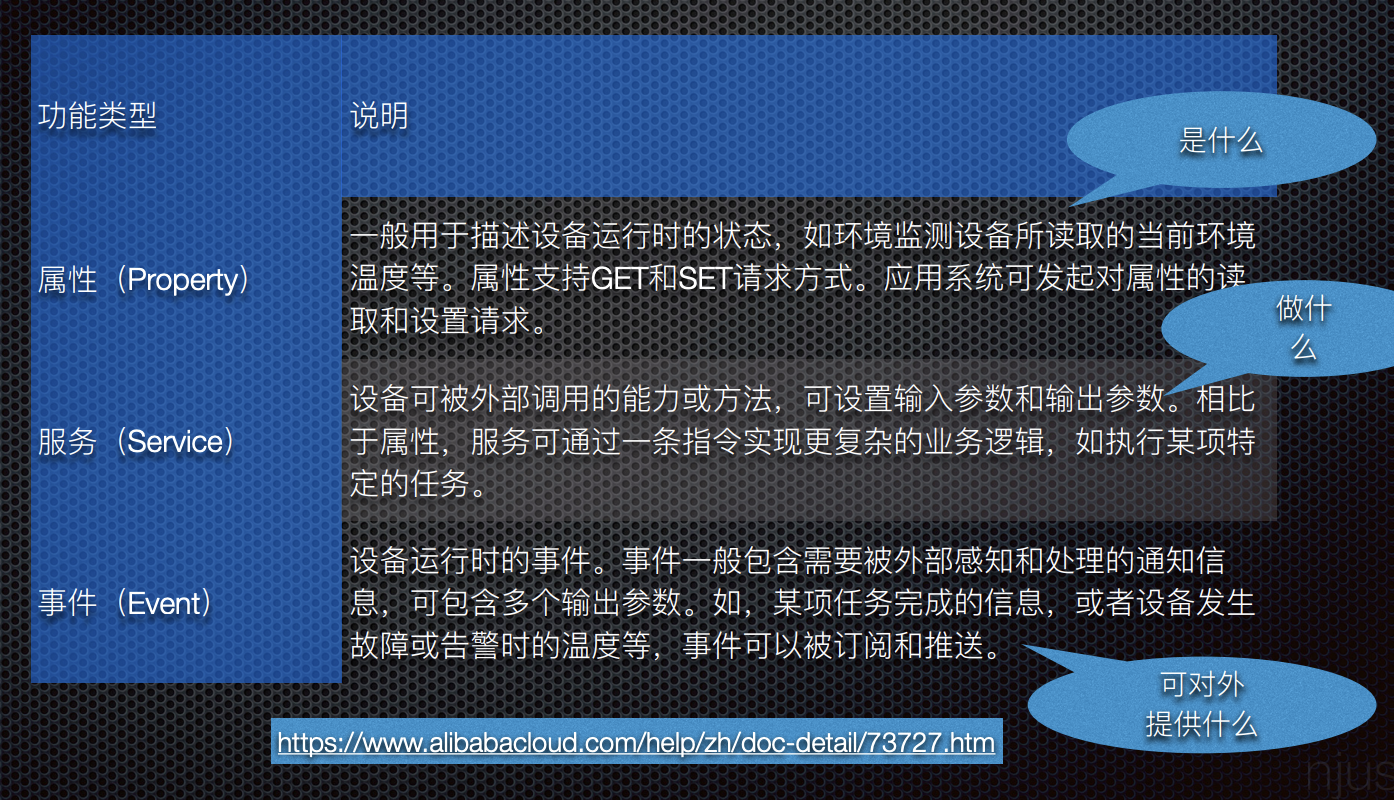 功能类型
说明
是什么
属性（Property）
一般用于描述设备运行时的状态，如环境监测设备所读取的当前环境
温度等。属性支持GET和SET请求方式。应用系统可发起对属性的读
取和设置请求。
做什
么
服务（Service）
设备可被外部调用的能力或方法，可设置输入参数和输出参数。相比
于属性，服务可通过一条指令实现更复杂的业务逻辑，如执行某项特
定的任务。
事件（Event）
设备运行时的事件。事件一般包含需要被外部感知和处理的通知信
息，可包含多个输出参数。如，某项任务完成的信息，或者设备发生
故障或告警时的温度等，事件可以被订阅和推送。
可对外
提供什么
https://www.alibabacloud.com/help/zh/doc-detail/73727.htm
njus